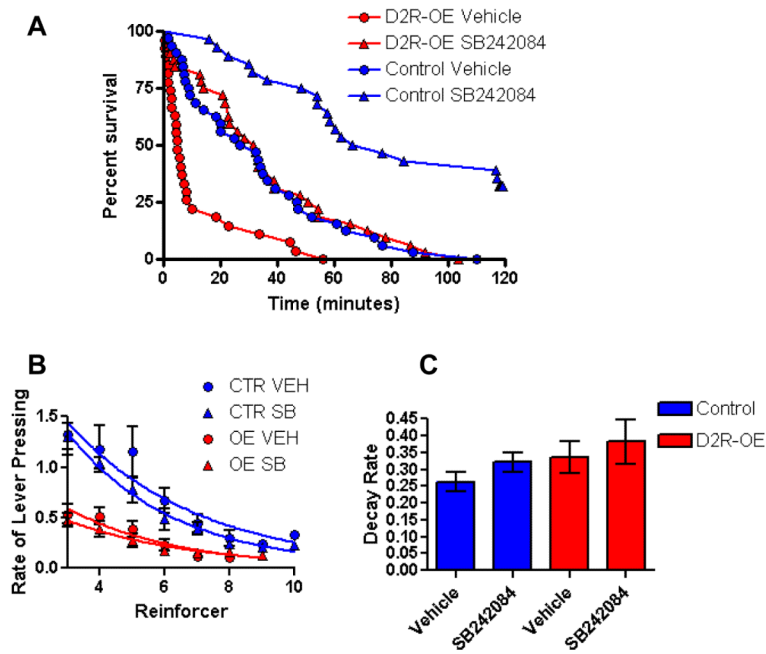 A
D2R-OE Vehicle
D2R-OE SB242084
Control Vehicle
Control SB242084
Percent survival
100
75
50
25
0
0 20 40 60 80 100 120
Time (minutes)
B
CTR VEH
CTR SB
OE VEH
OE SB
Rate of Lever Pressing
1.5
1.0
0.5
0.0
4 6 8 10
Reinforcer
C
Control
D2R-OE
Decay Rate
0.45
0.40
0.35
0.30
0.25
0.20
0.15
0.10
0.05
0.00
Vehicle
SB242084
Vehicle
SB242084